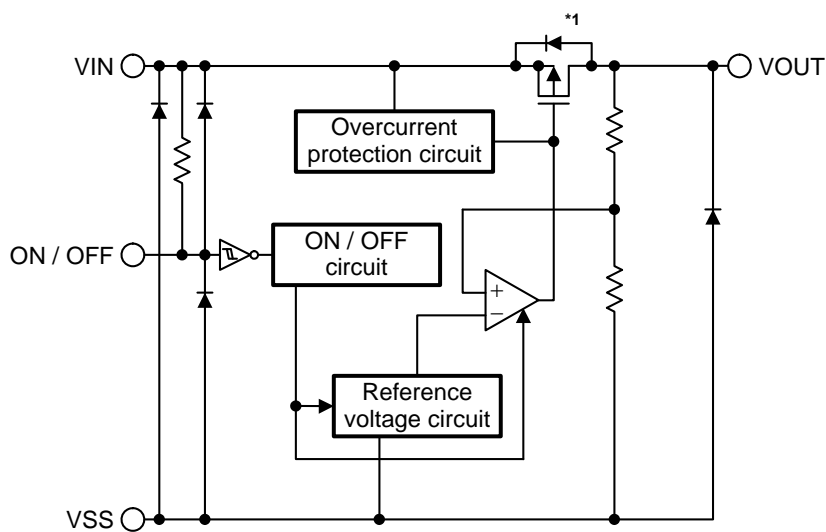 *1
VIN
VOUT
Overcurrent
protection circuit
ON / OFF
ON / OFF
circuit
+
−
Reference
voltage circuit
VSS